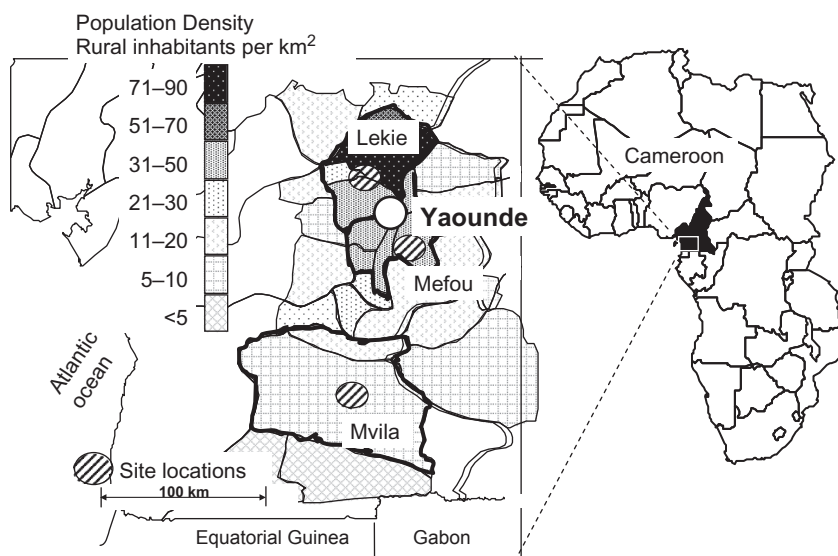 Population Density
Rural inhabitants per km²
71–90
51–70
31–50
21–30
11–20
5–10
<5
Lekie
Yaounde
Mefou
Mvila
Atlantic
ocean
Site locations
100 km
Equatorial Guinea
Gabon
Cameroon